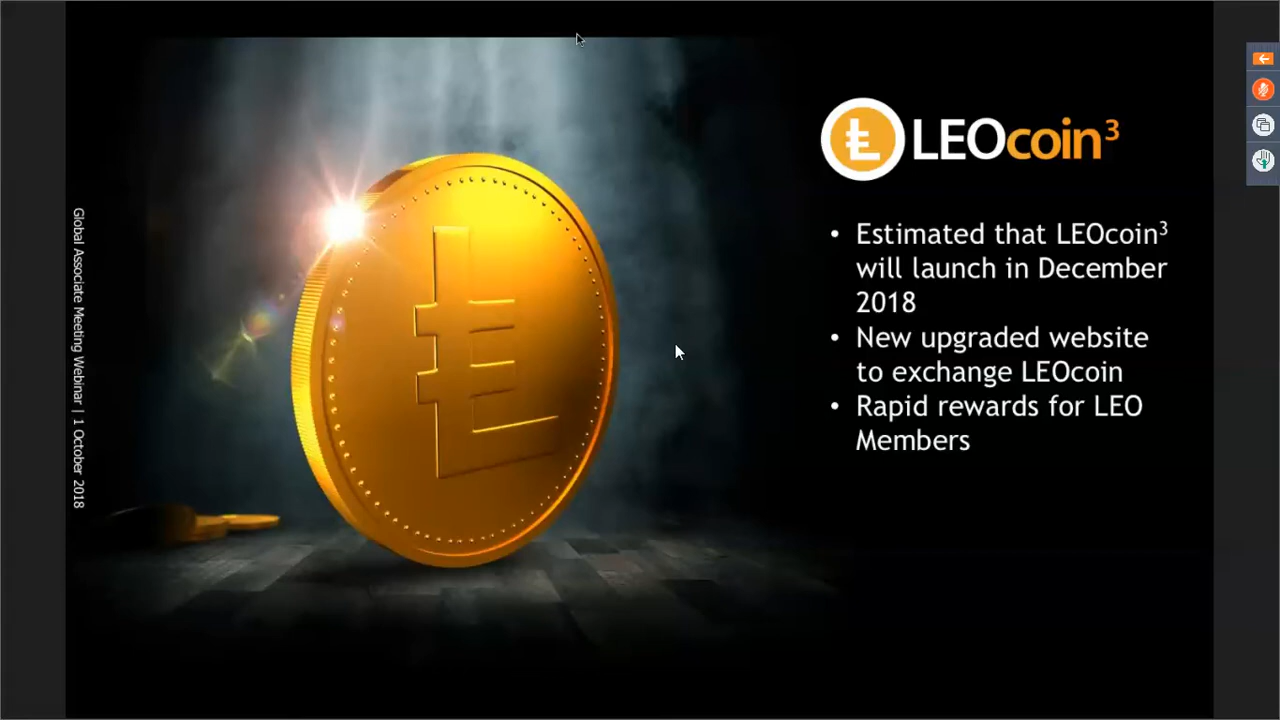 LEOcoin³
• Estimated that LEOcoin³
will launch in December
2018
• New upgraded website
to exchange LEOcoin
• Rapid rewards for LEO
Members
Global Associate Meeting Webinar | 1 October 2018